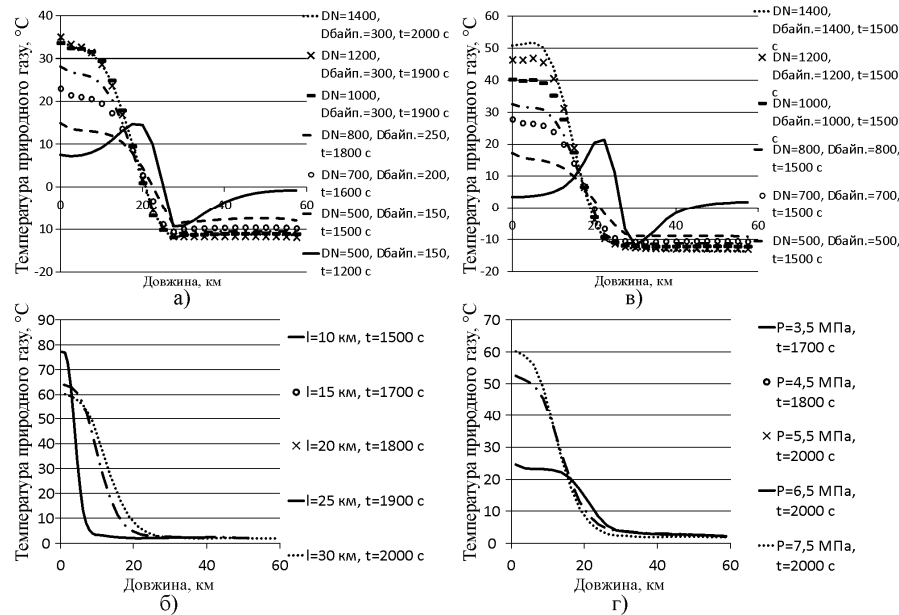 Температура природного газу, °С
40
30
20
10
0
-10
-20
0
20
40
60
Довжина, км
а)
DN=1400,
Dбайп.=300, t=2000 с
DN=1200,
Dбайп.=300, t=1900 с
DN=1000,
Dбайп.=300, t=1900 с
DN=800, Dбайп.=250,
t=1800 с
DN=700, Dбайп.=200,
t=1600 с
DN=500, Dбайп.=150,
t=1500 с
DN=500, Dбайп.=150,
t=1200 с
Температура природного газу, °С
60
50
40
30
20
10
0
-10
-20
0
20
40
60
Довжина, км
в)
DN=1400,
Dбайп.=1400, t=1500
с
DN=1200,
Dбайп.=1200, t=1500
с
DN=1000,
Dбайп.=1000, t=1500
с
DN=800, Dбайп.=800,
t=1500 с
DN=700, Dбайп.=700,
t=1500 с
DN=500, Dбайп.=500,
t=1500 с
Температура природного газу, °С
90
80
70
60
50
40
30
20
10
0
0
20
40
60
Довжина, км
б)
l=10 км, t=1500 с
l=15 км, t=1700 с
l=20 км, t=1800 с
l=25 км, t=1900 с
l=30 км, t=2000 с
Температура природного газу, °С
70
60
50
40
30
20
10
0
0
20
40
60
Довжина, км
г)
P=3,5 МПа,
t=1700 с
P=4,5 МПа,
t=1800 с
P=5,5 МПа,
t=2000 с
P=6,5 МПа,
t=2000 с
P=7,5 МПа,
t=2000 с